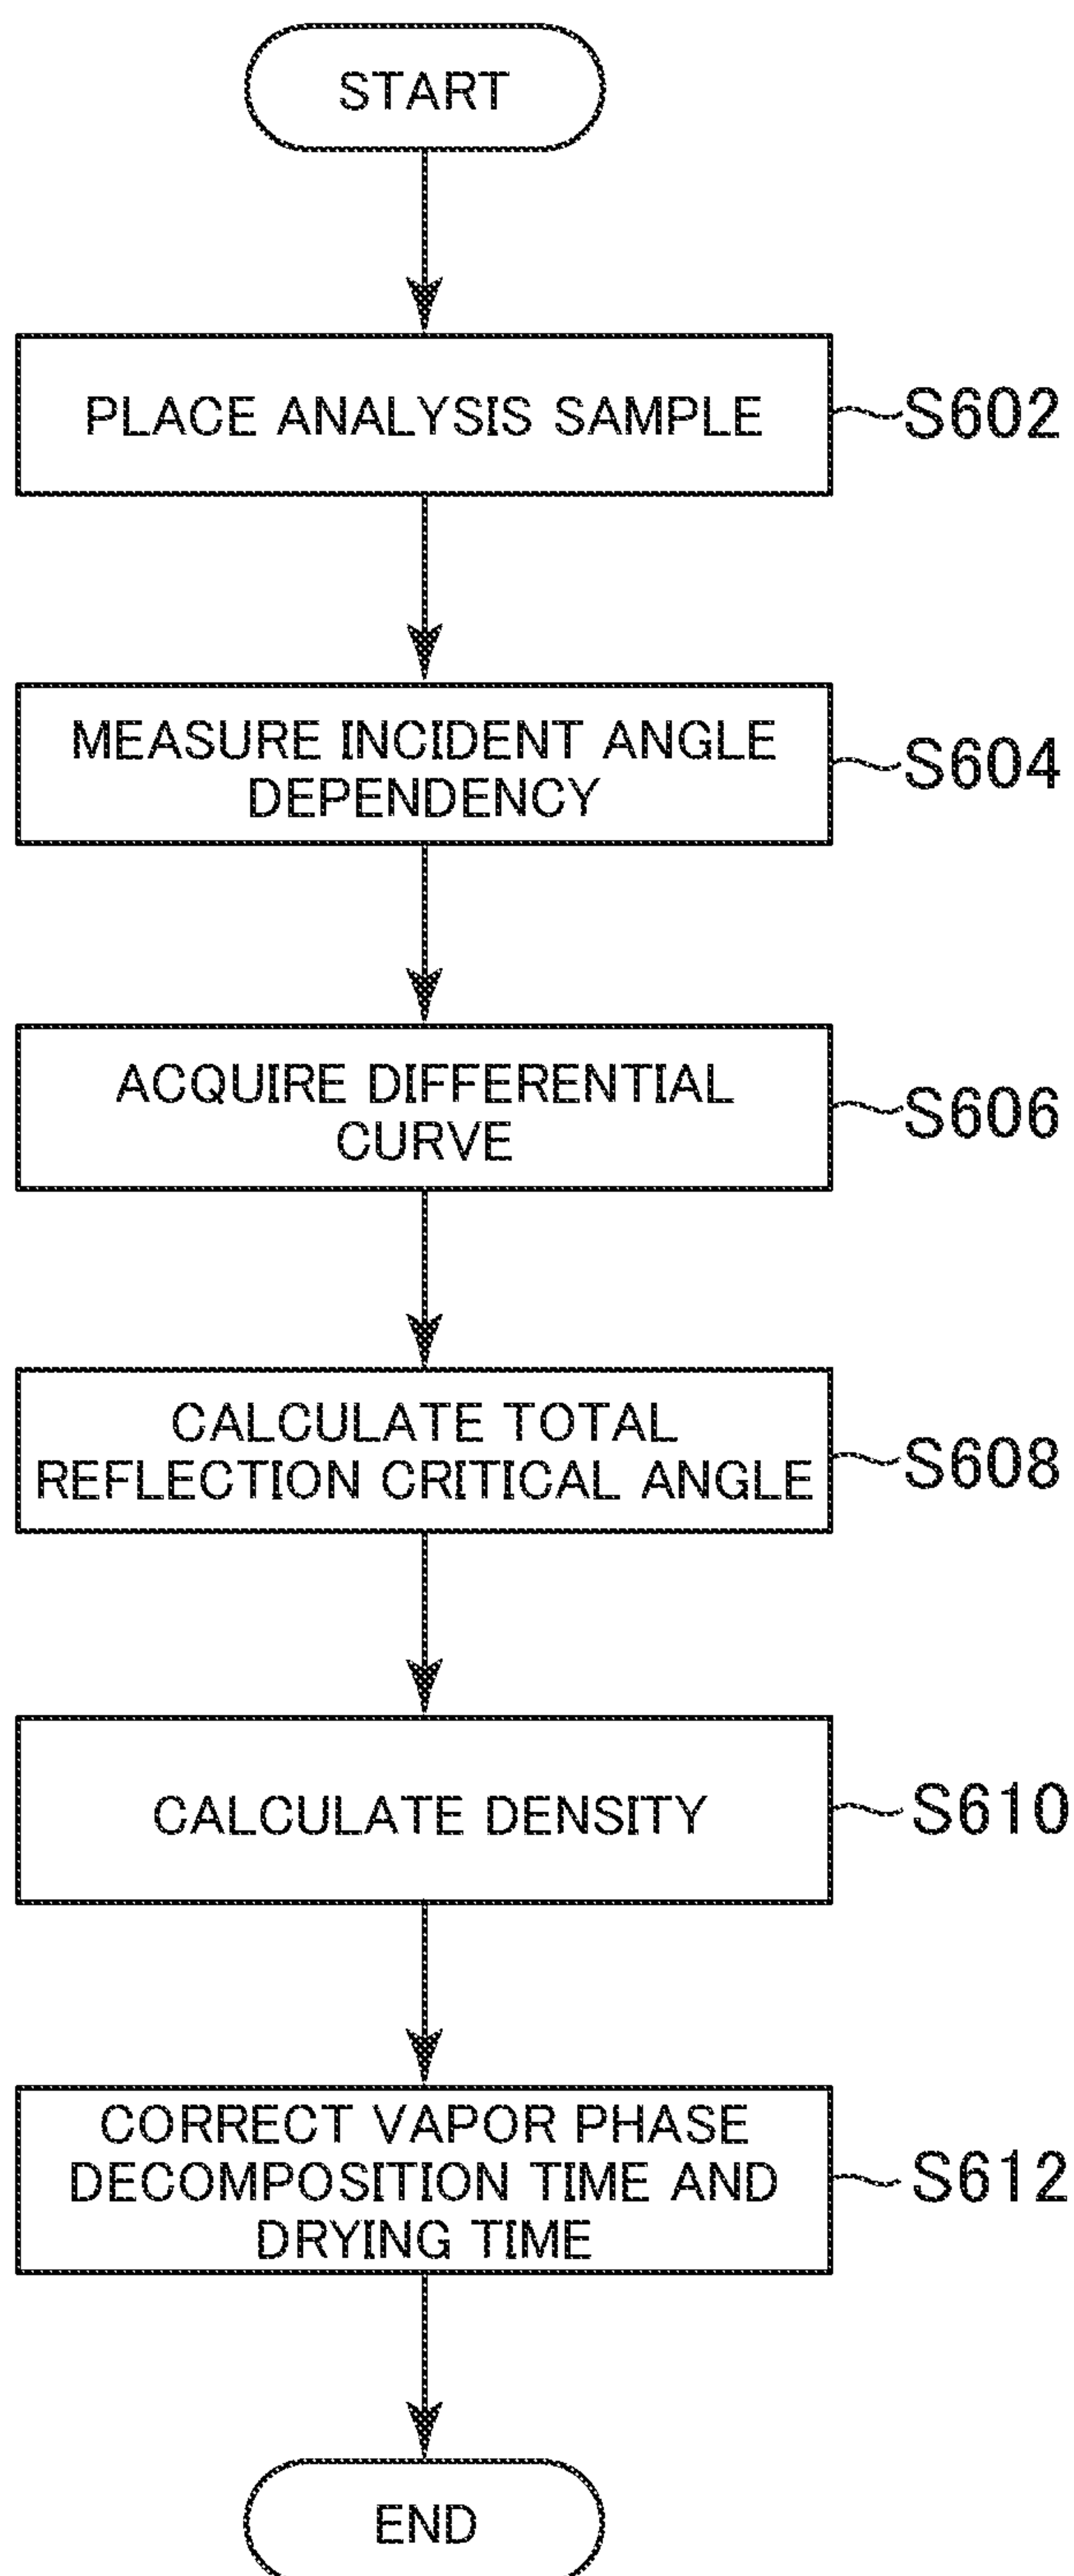 START
PLACE ANALYSIS SAMPLE
S602
MEASURE INCIDENT ANGLE
DEPENDENCY
S604
ACQUIRE DIFFERENTIAL
CURVE
S606
CALCULATE TOTAL
REFLECTION CRITICAL ANGLE
S608
CALCULATE DENSITY
S610
CORRECT VAPOR PHASE
DECOMPOSITION TIME AND
DRYING TIME
S612
END